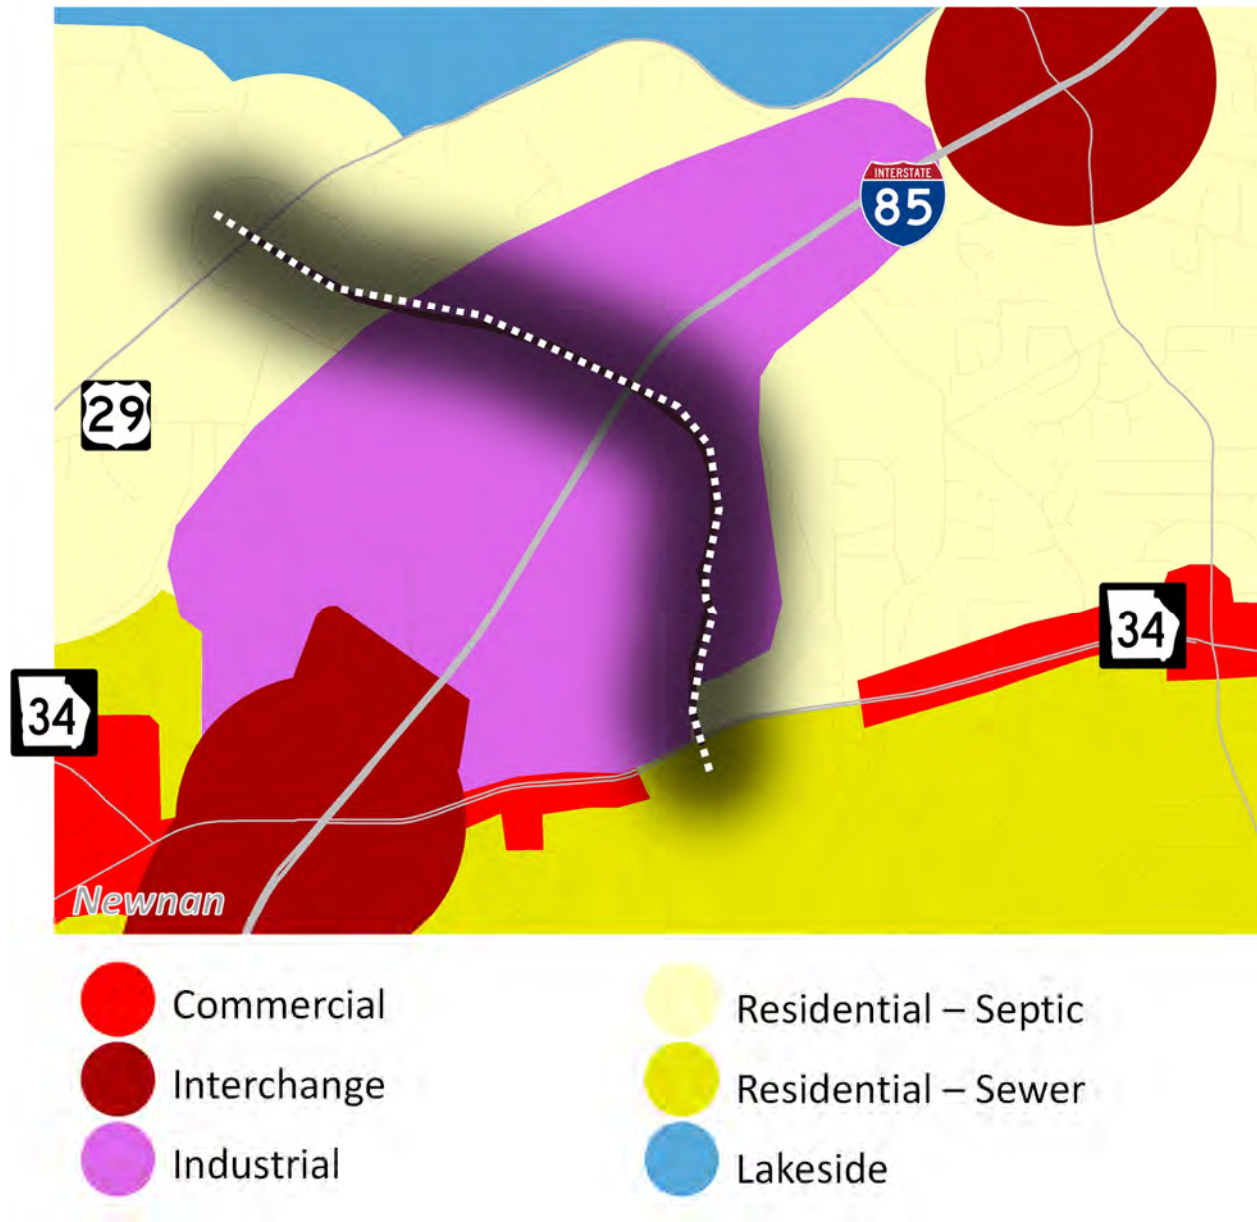 INTERSTATE
85
29
34
34
Newnan
Commercial
Interchange
Industrial
Residential – Septic
Residential – Sewer
Lakeside